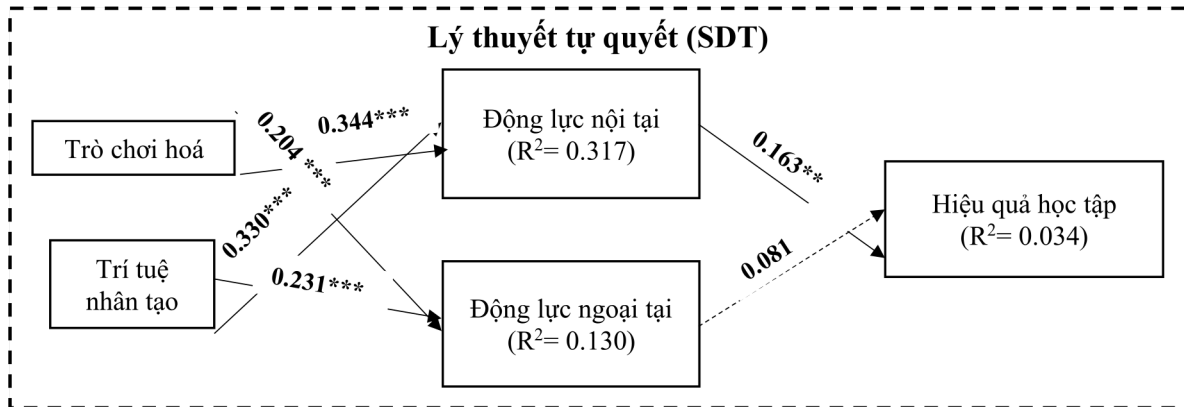 Lý thuyết tự quyết (SDT)
Trò chơi hoá
0.344***
0.204 ***
Động lực nội tại
(R²= 0.317)
0.163**
Trí tuệ
nhân tạo
0.330***
0.231***
Động lực ngoại tại
(R²= 0.130)
0.081
Hiệu quả học tập
(R²= 0.034)